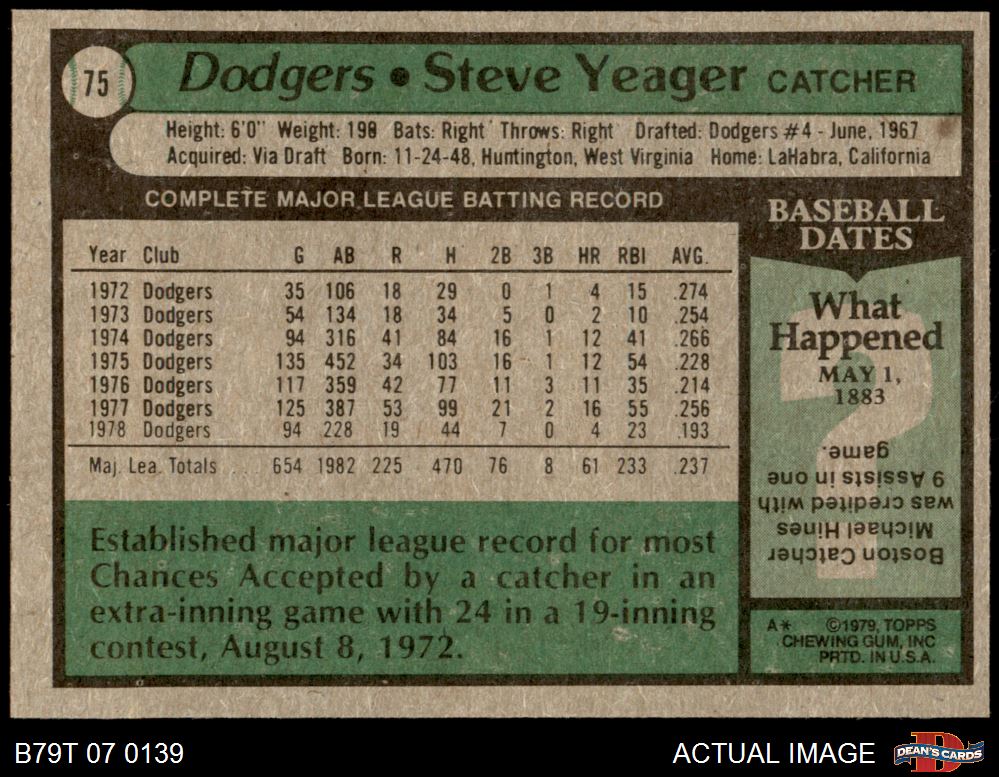 75
Dodgers • Steve Yeager CATCHER
Height: 6'0" Weight: 190 Bats: Right Throws: Right Drafted: Dodgers #4 - June, 1967
Acquired: Via Draft Born: 11-24-48, Huntington, West Virginia Home: LaHabra, California
COMPLETE MAJOR LEAGUE BATTING RECORD
Year Club G AB R H 2B 3B HR RBI AVG.
1972 Dodgers 35 106 18 29 0 1 4 15 .274
1973 Dodgers 54 134 18 34 5 0 2 10 .254
1974 Dodgers 94 316 41 84 16 1 12 41 .266
1975 Dodgers 135 452 34 103 16 1 12 54 .228
1976 Dodgers 117 359 42 77 11 3 11 35 .214
1977 Dodgers 125 387 53 99 21 2 16 55 .256
1978 Dodgers 94 228 19 44 7 0 4 23 .193
Maj. Lea. Totals . . . 654 1982 225 470 76 8 61 233 .237
Established major league record for most
Chances Accepted by a catcher in an
extra-inning game with 24 in a 19-inning
contest, August 8, 1972.
BASEBALL
DATES
What
Happened
MAY 1,
1883
Boston Catcher
Michael Hines
was credited with
9 Assists in one
game.
A* ©1979, TOPPS
CHEWING GUM, INC
PRTD. IN U.S.A.
B79T 07 0139
ACTUAL IMAGE
D
DEAN'S CARDS